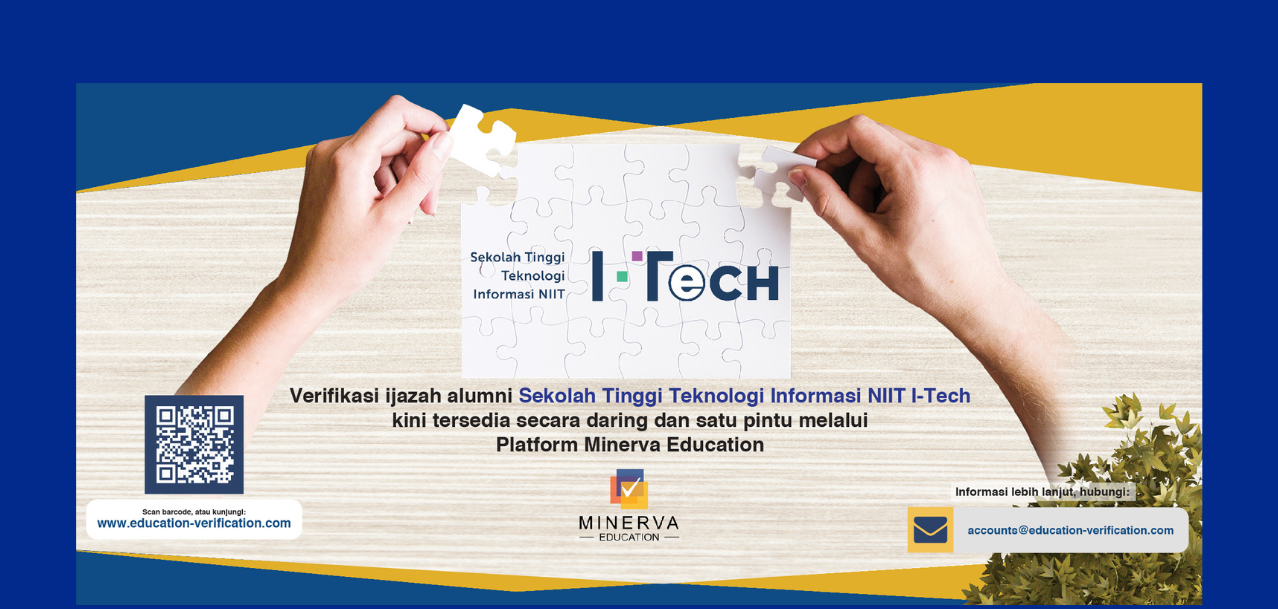 Sekolah Tinggi
Teknologi
Informasi NIIT
I-Tech
Verifikasi ijazah alumni Sekolah Tinggi Teknologi Informasi NIIT I-Tech
kini tersedia secara daring dan satu pintu melalui
Platform Minerva Education
MINERVA
EDUCATION
Scan barcode, atau kunjungi:
www.education-verification.com
Informasi lebih lanjut, hubungi:
accounts@education-verification.com